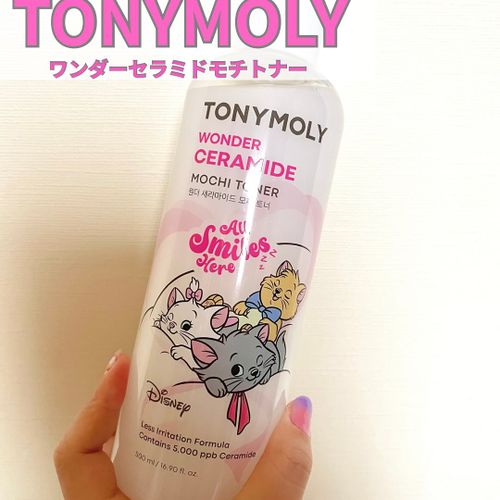 TONYMOLY
ワンダーセラミドモチトナー
TONYMOLY
WONDER
CERAMIDE
MOCHI TONER
원더 세라마이드 모찌 토너
All
Smiles
Here
z z z
Disney
Less Irritation Formula
Contains 5,000 ppb Ceramide
500 ml / 16.90 fl. oz.